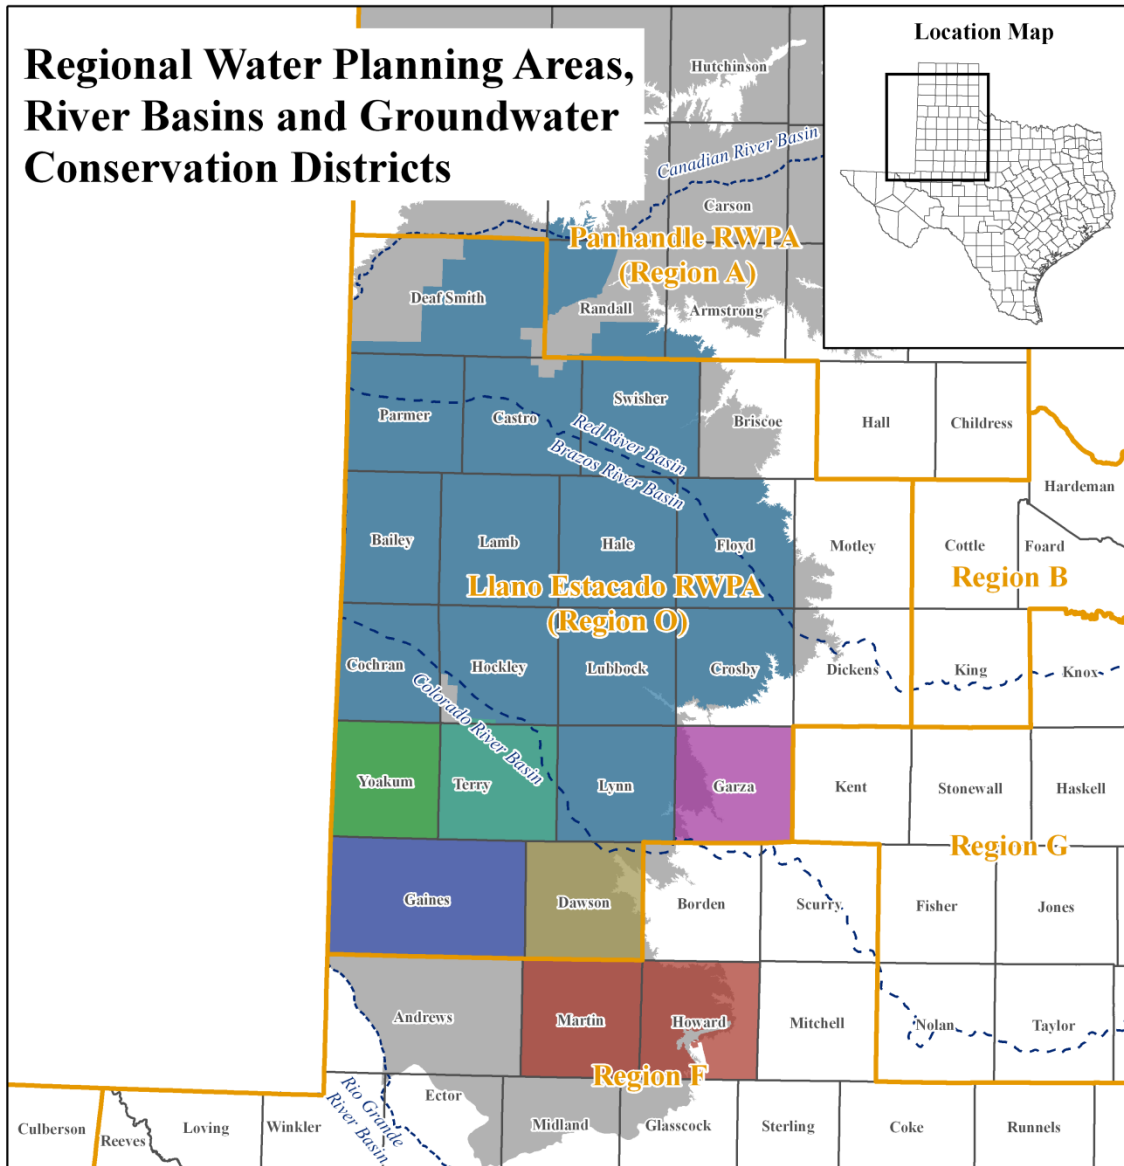 Regional Water Planning Areas,
River Basins and Groundwater
Conservation Districts
Location Map
Hutchinson
Canadian River Basin
Carson
Panhandle RWPA
(Region A)
Deaf Smith
Randall
Armstrong
Parmer
Castro
Swisher
Briscoe
Hall
Childress
Red River Basin
Brazos River Basin
Hardeman
Bailey
Lamb
Hale
Floyd
Motley
Cottle
Foard
Region B
Llano Estacado RWPA
(Region O)
Cochran
Hockley
Lubbock
Crosby
Dickens
King
Knox
Colorado River Basin
Yoakum
Terry
Lynn
Garza
Kent
Stonewall
Haskell
Region G
Gaines
Dawson
Borden
Scurry
Fisher
Jones
Andrews
Martin
Howard
Mitchell
Nolan
Taylor
Region F
Rio Grande
River Basin
Ector
Culberson
Reeves
Loving
Winkler
Midland
Glasscock
Sterling
Coke
Runnels